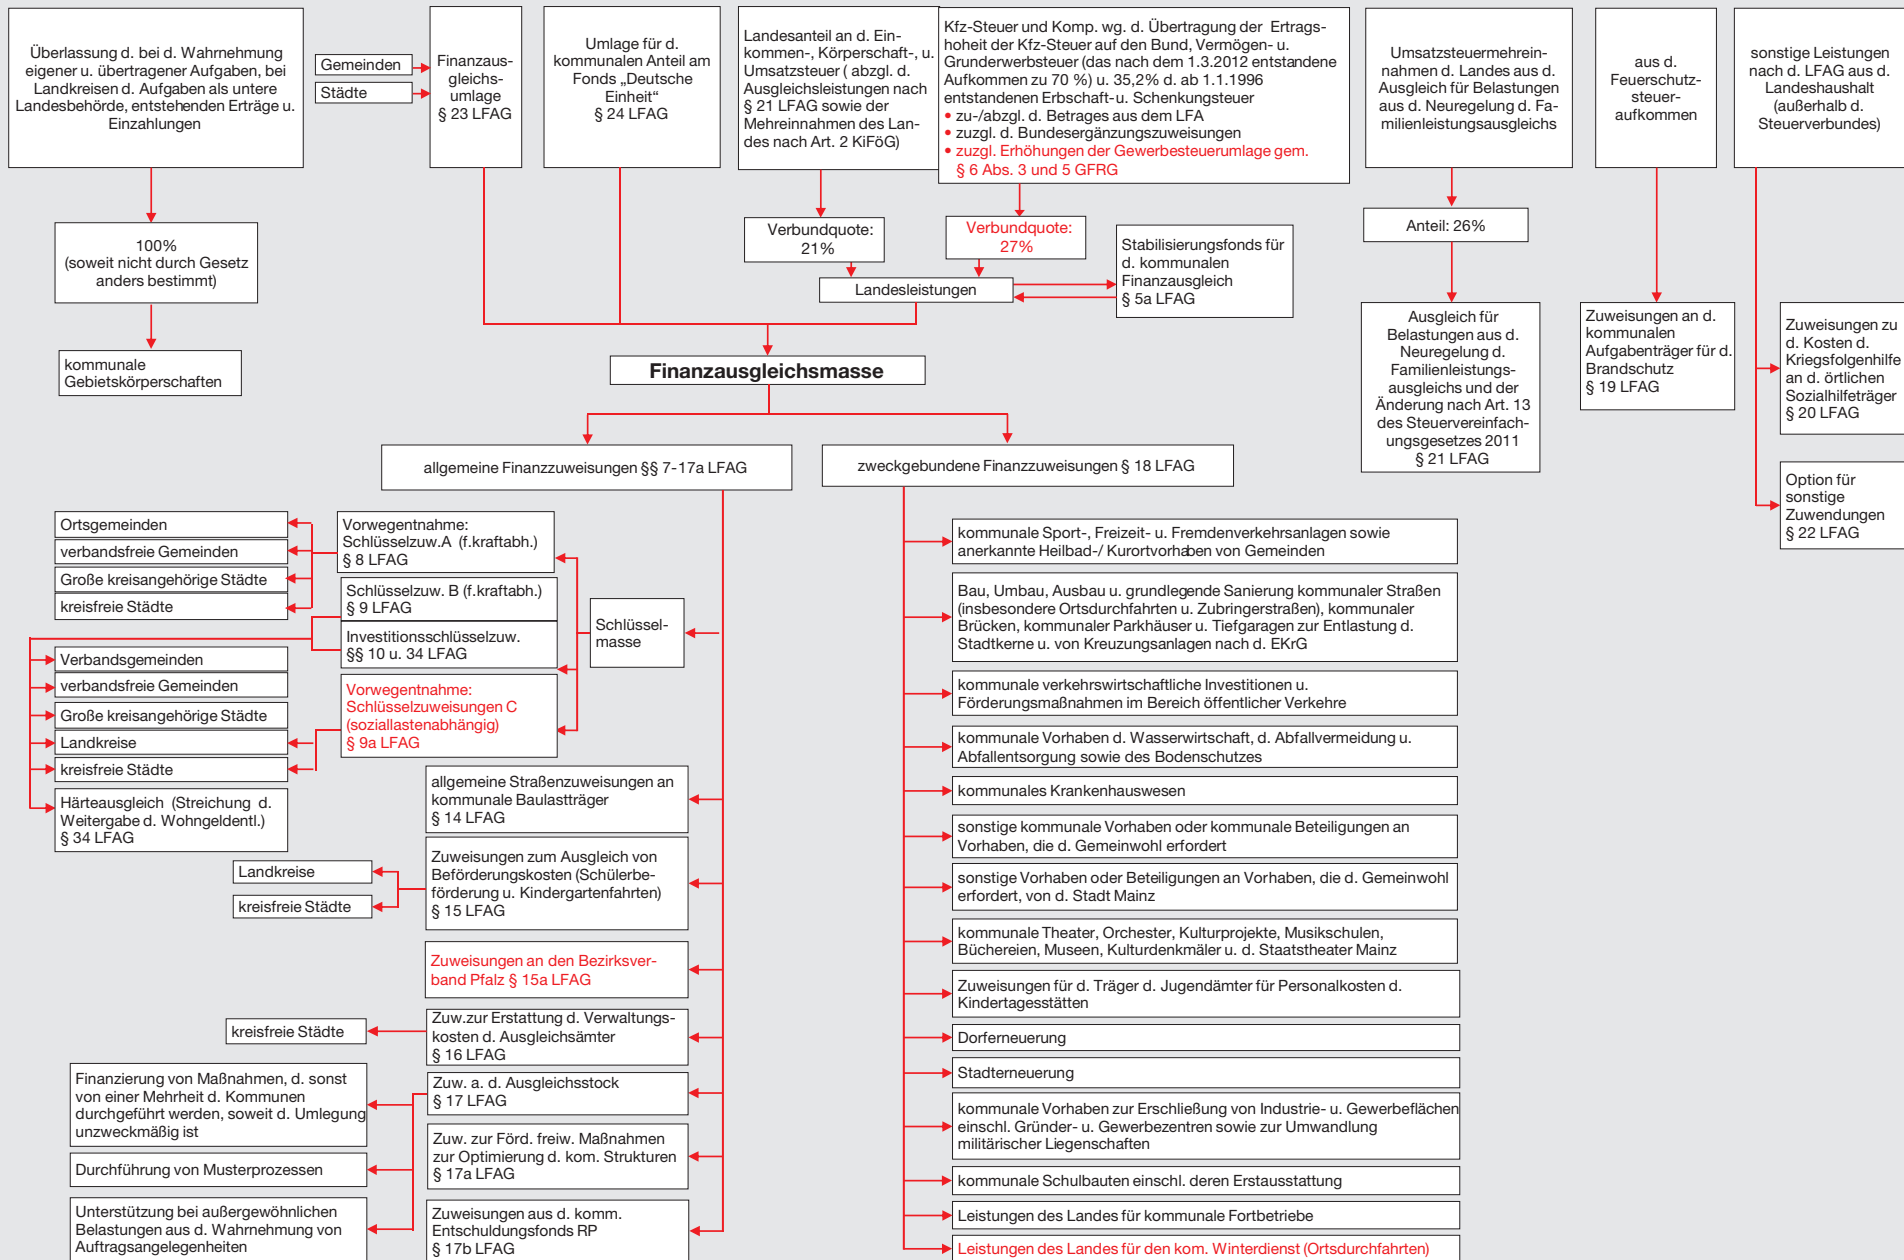 Überlassung d. bei d. Wahrnehmung
eigener u. übertragener Aufgaben, bei
Landkreisen d. Aufgaben als untere
Landesbehörde, entstehenden Erträge u.
Einzahlungen
Gemeinden
Städte
Finanzaus-
gleichs-
umlage
§ 23 LFAG
Umlage für d.
kommunalen Anteil am
Fonds „Deutsche
Einheit“
§ 24 LFAG
Landesanteil an d. Ein-
kommen-, Körperschaft-, u.
Umsatzsteuer ( abzgl. d.
Ausgleichsleistungen nach
§ 21 LFAG sowie der
Mehreinnahmen des Lan-
des nach Art. 2 KiFöG)
Kfz-Steuer und Komp. wg. d. Übertragung der Ertrags-
hoheit der Kfz-Steuer auf den Bund, Vermögen- u.
Grunderwerbsteuer (das nach dem 1.3.2012 entstandene
Aufkommen zu 70 %) u. 35,2% d. ab 1.1.1996
entstandenen Erbschaft-u. Schenkungsteuer
• zu-/abzgl. d. Betrages aus dem LFA
• zuzgl. d. Bundesergänzungszuweisungen
• zuzgl. Erhöhungen der Gewerbesteuerumlage gem.
§ 6 Abs. 3 und 5 GFRG
Umsatzsteuermehrein-
nahmen d. Landes aus d.
Ausgleich für Belastungen
aus d. Neuregelung d. Fa-
milienleistungsausgleichs
aus d.
Feuerschutz-
steuer-
aufkommen
sonstige Leistungen
nach d. LFAG aus d.
Landeshaushalt
(außerhalb d.
Steuerverbundes)
100%
(soweit nicht durch Gesetz
anders bestimmt)
Verbundquote:
21%
Verbundquote:
27%
Stabilisierungsfonds für
d. kommunalen
Finanzausgleich
§ 5a LFAG
Anteil: 26%
Landesleistungen
kommunale
Gebietskörperschaften
Finanzausgleichsmasse
Ausgleich für
Belastungen aus d.
Neuregelung d.
Familienleistungs-
ausgleichs und der
Änderung nach Art. 13
des Steuervereinfach-
ungsgesetzes 2011
§ 21 LFAG
Zuweisungen an d.
kommunalen
Aufgabenträger für d.
Brandschutz
§ 19 LFAG
Zuweisungen zu
d. Kosten d.
Kriegsfolgenhilfe
an d. örtlichen
Sozialhilfeträger
§ 20 LFAG
Option für
sonstige
Zuwendungen
§ 22 LFAG
allgemeine Finanzzuweisungen §§ 7-17a LFAG
zweckgebundene Finanzzuweisungen § 18 LFAG
Ortsgemeinden
verbandsfreie Gemeinden
Große kreisangehörige Städte
kreisfreie Städte
Vorwegentnahme:
Schlüsselzuw.A (f.kraftabh.)
§ 8 LFAG
Schlüsselzuw. B (f.kraftabh.)
§ 9 LFAG
Investitionsschlüsselzuw.
§§ 10 u. 34 LFAG
Vorwegentnahme:
Schlüsselzuweisungen C
(soziallastenabhängig)
§ 9a LFAG
Schlüssel-
masse
Verbandsgemeinden
verbandsfreie Gemeinden
Große kreisangehörige Städte
Landkreise
kreisfreie Städte
Härteausgleich (Streichung d.
Weitergabe d. Wohngeldentl.)
§ 34 LFAG
allgemeine Straßenzuweisungen an
kommunale Baulastträger
§ 14 LFAG
Landkreise
kreisfreie Städte
Zuweisungen zum Ausgleich von
Beförderungskosten (Schülerbe-
förderung u. Kindergartenfahrten)
§ 15 LFAG
Zuweisungen an den Bezirksver-
band Pfalz § 15a LFAG
kreisfreie Städte
Zuw.zur Erstattung d. Verwaltungs-
kosten d. Ausgleichsämter
§ 16 LFAG
Finanzierung von Maßnahmen, d. sonst
von einer Mehrheit d. Kommunen
durchgeführt werden, soweit d. Umlegung
unzweckmäßig ist
Durchführung von Musterprozessen
Unterstützung bei außergewöhnlichen
Belastungen aus d. Wahrnehmung von
Auftragsangelegenheiten
Zuw. a. d. Ausgleichsstock
§ 17 LFAG
Zuw. zur Förd. freiw. Maßnahmen
zur Optimierung d. kom. Strukturen
§ 17a LFAG
Zuweisungen aus d. komm.
Entschuldungsfonds RP
§ 17b LFAG
kommunale Sport-, Freizeit- u. Fremdenverkehrsanlagen sowie
anerkannte Heilbad-/ Kurortvorhaben von Gemeinden
Bau, Umbau, Ausbau u. grundlegende Sanierung kommunaler Straßen
(insbesondere Ortsdurchfahrten u. Zubringerstraßen), kommunaler
Brücken, kommunaler Parkhäuser u. Tiefgaragen zur Entlastung d.
Stadtkerne u. von Kreuzungsanlagen nach d. EKrG
kommunale verkehrswirtschaftliche Investitionen u.
Förderungsmaßnahmen im Bereich öffentlicher Verkehre
kommunale Vorhaben d. Wasserwirtschaft, d. Abfallvermeidung u.
Abfallentsorgung sowie des Bodenschutzes
kommunales Krankenhauswesen
sonstige kommunale Vorhaben oder kommunale Beteiligungen an
Vorhaben, die d. Gemeinwohl erfordert
sonstige Vorhaben oder Beteiligungen an Vorhaben, die d. Gemeinwohl
erfordert, von d. Stadt Mainz
kommunale Theater, Orchester, Kulturprojekte, Musikschulen,
Büchereien, Museen, Kulturdenkmäler u. d. Staatstheater Mainz
Zuweisungen für d. Träger d. Jugendämter für Personalkosten d.
Kindertagesstätten
Dorferneuerung
Stadterneuerung
kommunale Vorhaben zur Erschließung von Industrie- u. Gewerbeflächen
einschl. Gründer- u. Gewerbezentren sowie zur Umwandlung
militärischer Liegenschaften
kommunale Schulbauten einschl. deren Erstausstattung
Leistungen des Landes für kommunale Fortbetriebe
Leistungen des Landes für den kom. Winterdienst (Ortsdurchfahrten)